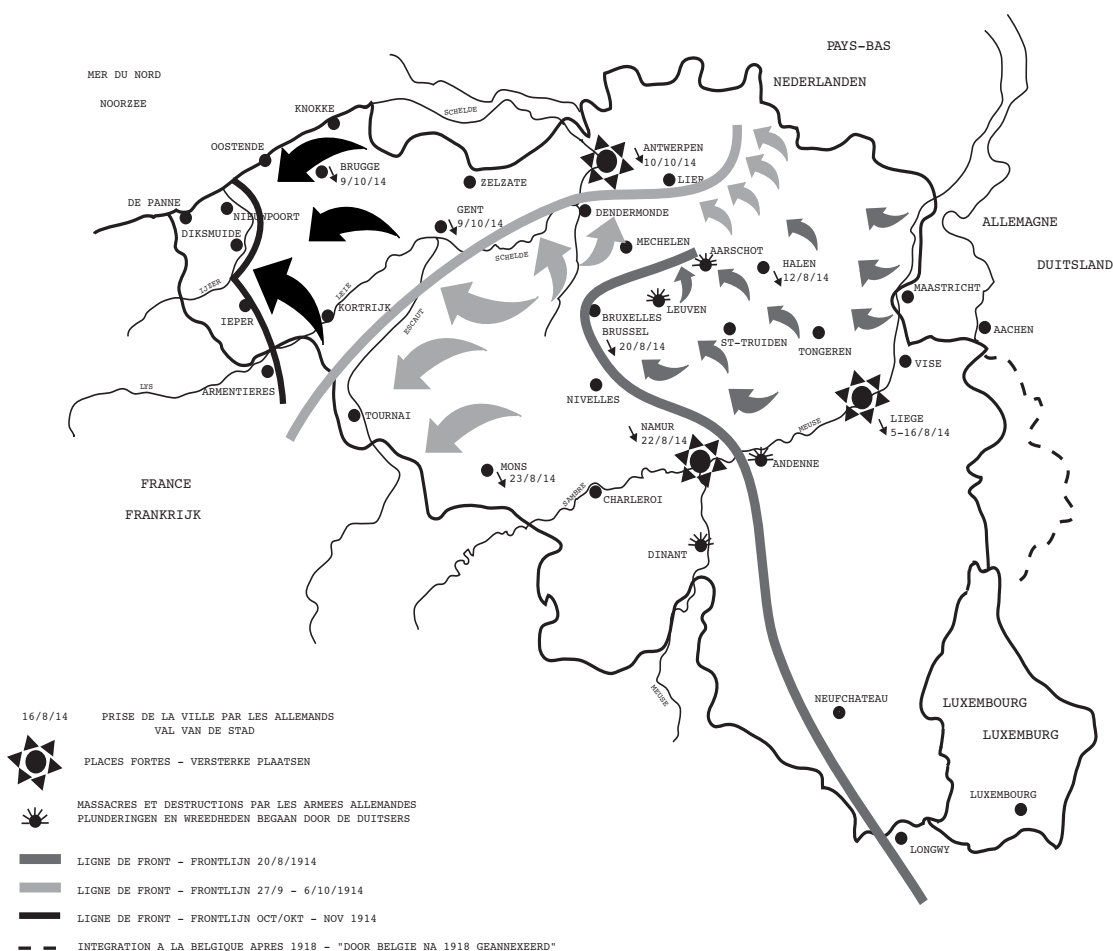 PAYS-BAS
MER DU NORD
NEDERLANDEN
NOORZEE
KNOKKE
SCHELDE
OOSTENDE
ANTWERPEN
10/10/14
BRUGGE
9/10/14
ZELZATE
LIER
DE PANNE
NIEUWPOORT
GENT
9/10/14
DENDERMONDE
ALLEMAGNE
DIKSMUIDE
MECHELEN
AARSCHOT
SCHELDE
HALEN
12/8/14
DUITSLAND
IJSER
LEIE
MAASTRICHT
KORTRIJK
LEUVEN
IEPER
ESCAUT
BRUXELLES
BRUSSEL
20/8/14
ST-TRUIDEN
TONGEREN
AACHEN
VISE
LYS
ARMENTIERES
NIVELLES
TOURNAI
LIEGE
5-16/8/14
MEUSE
NAMUR
22/8/14
ANDENNE
MONS
23/8/14
SAMBRE
CHARLEROI
FRANCE
FRANKRIJK
DINANT
MEUSE
NEUFCHATEAU
LUXEMBOURG
LUXEMBURG
LUXEMBOURG
LONGWY
16/8/14 PRISE DE LA VILLE PAR LES ALLEMANDS
VAL VAN DE STAD
PLACES FORTES - VERSTERKE PLAATSEN
MASSACRES ET DESTRUCTIONS PAR LES ARMEES ALLEMANDES
PLUNDERINGEN EN WREEDHEDEN BEGAAN DOOR DE DUITSERS
LIGNE DE FRONT - FRONTLIJN 20/8/1914
LIGNE DE FRONT - FRONTLIJN 27/9 - 6/10/1914
LIGNE DE FRONT - FRONTLIJN OCT/OKT - NOV 1914
INTEGRATION A LA BELGIQUE APRES 1918 - "DOOR BELGIE NA 1918 GEANNEXEERD"